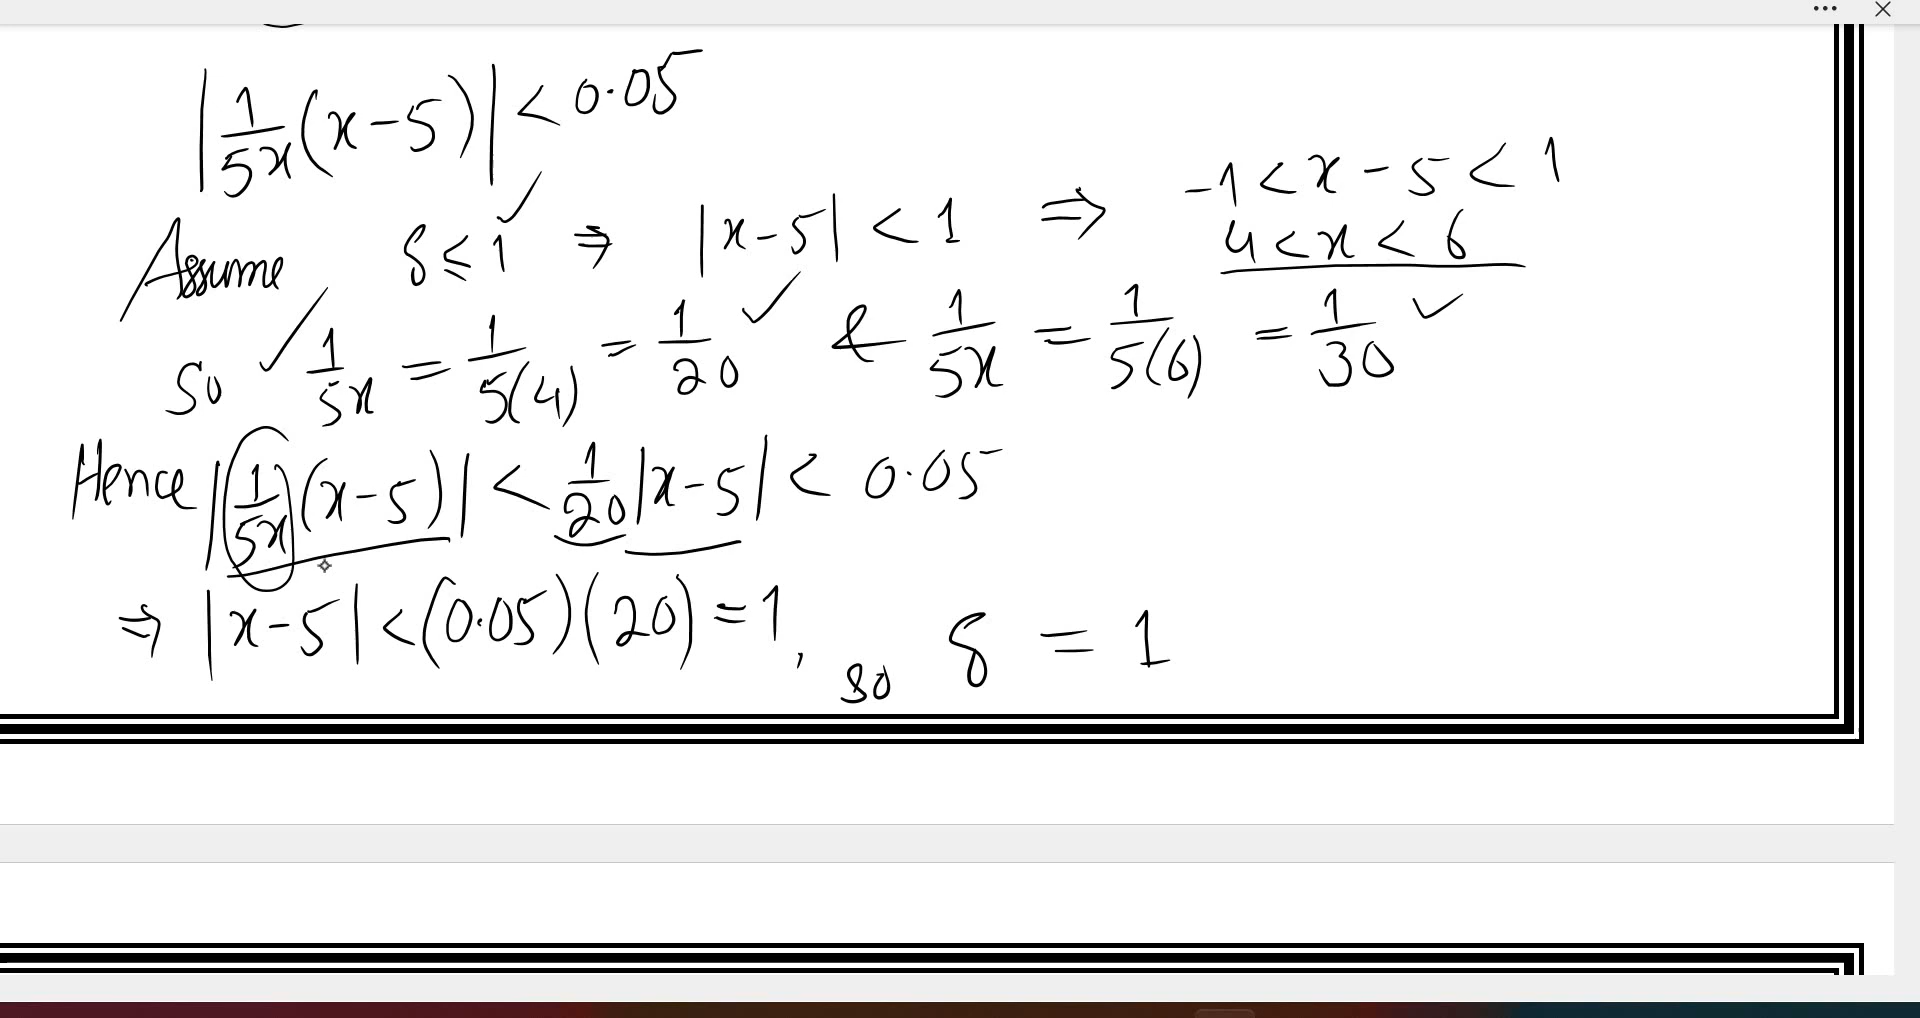 |1/5x (x-5)| < 0.05
Assume δ ≤ 1 ⇒ |x-5| < 1 ⇒ -1 < x - 5 < 1
4 < x < 6
So 1/5x = 1/5(4) = 1/20 & 1/5x = 1/5(6) = 1/30
Hence |(1/5x)(x-5)| < 1/20 |x-5| < 0.05
⇒ |x-5| < (0.05)(20) = 1, so δ = 1